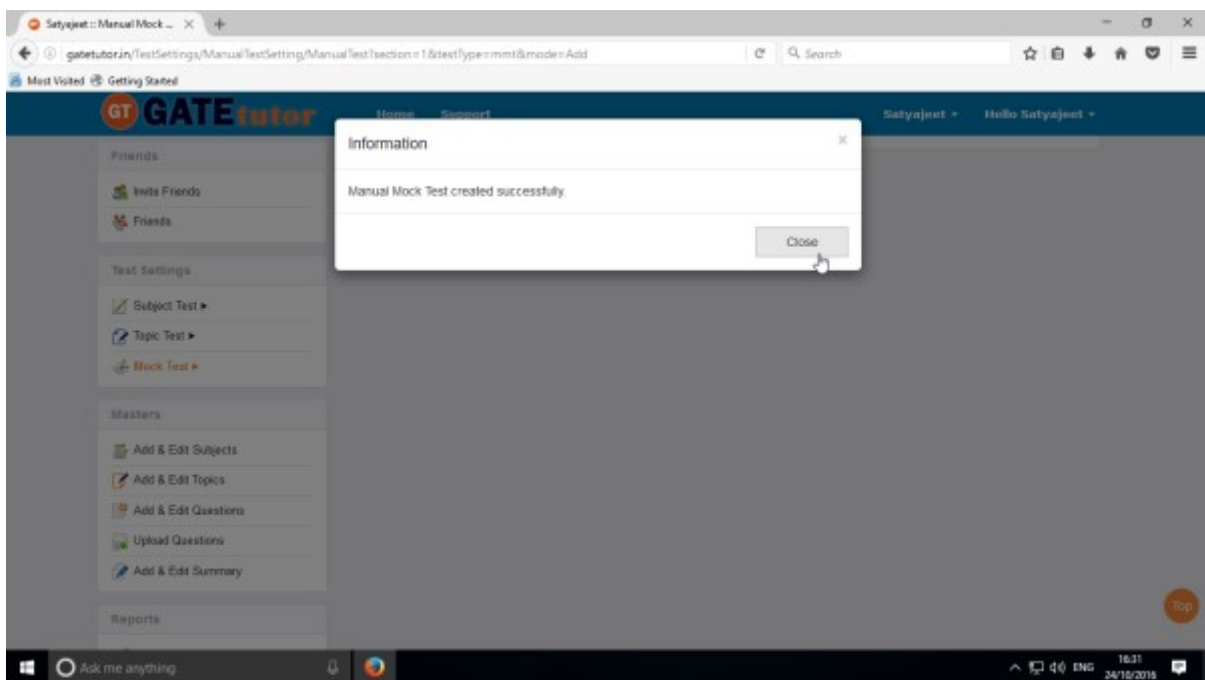 Satyajeet :: Manual Mock ...
gatetutor.in/TestSettings/ManualTestSetting/ManualTest?section=1&testType=mmt&mode=Add
Search
Most Visited Getting Started
GT GATEtutor Home Support Satyajeet Hello Satyajeet
Information
Manual Mock Test created successfully.
Close
Friends
Invite Friends
Friends
Test Settings
Subject Test
Topic Test
Mock Test
Masters
Add & Edit Subjects
Add & Edit Topics
Add & Edit Questions
Upload Questions
Add & Edit Summary
Reports
Top
Ask me anything
ENG
16:31
24/10/2016